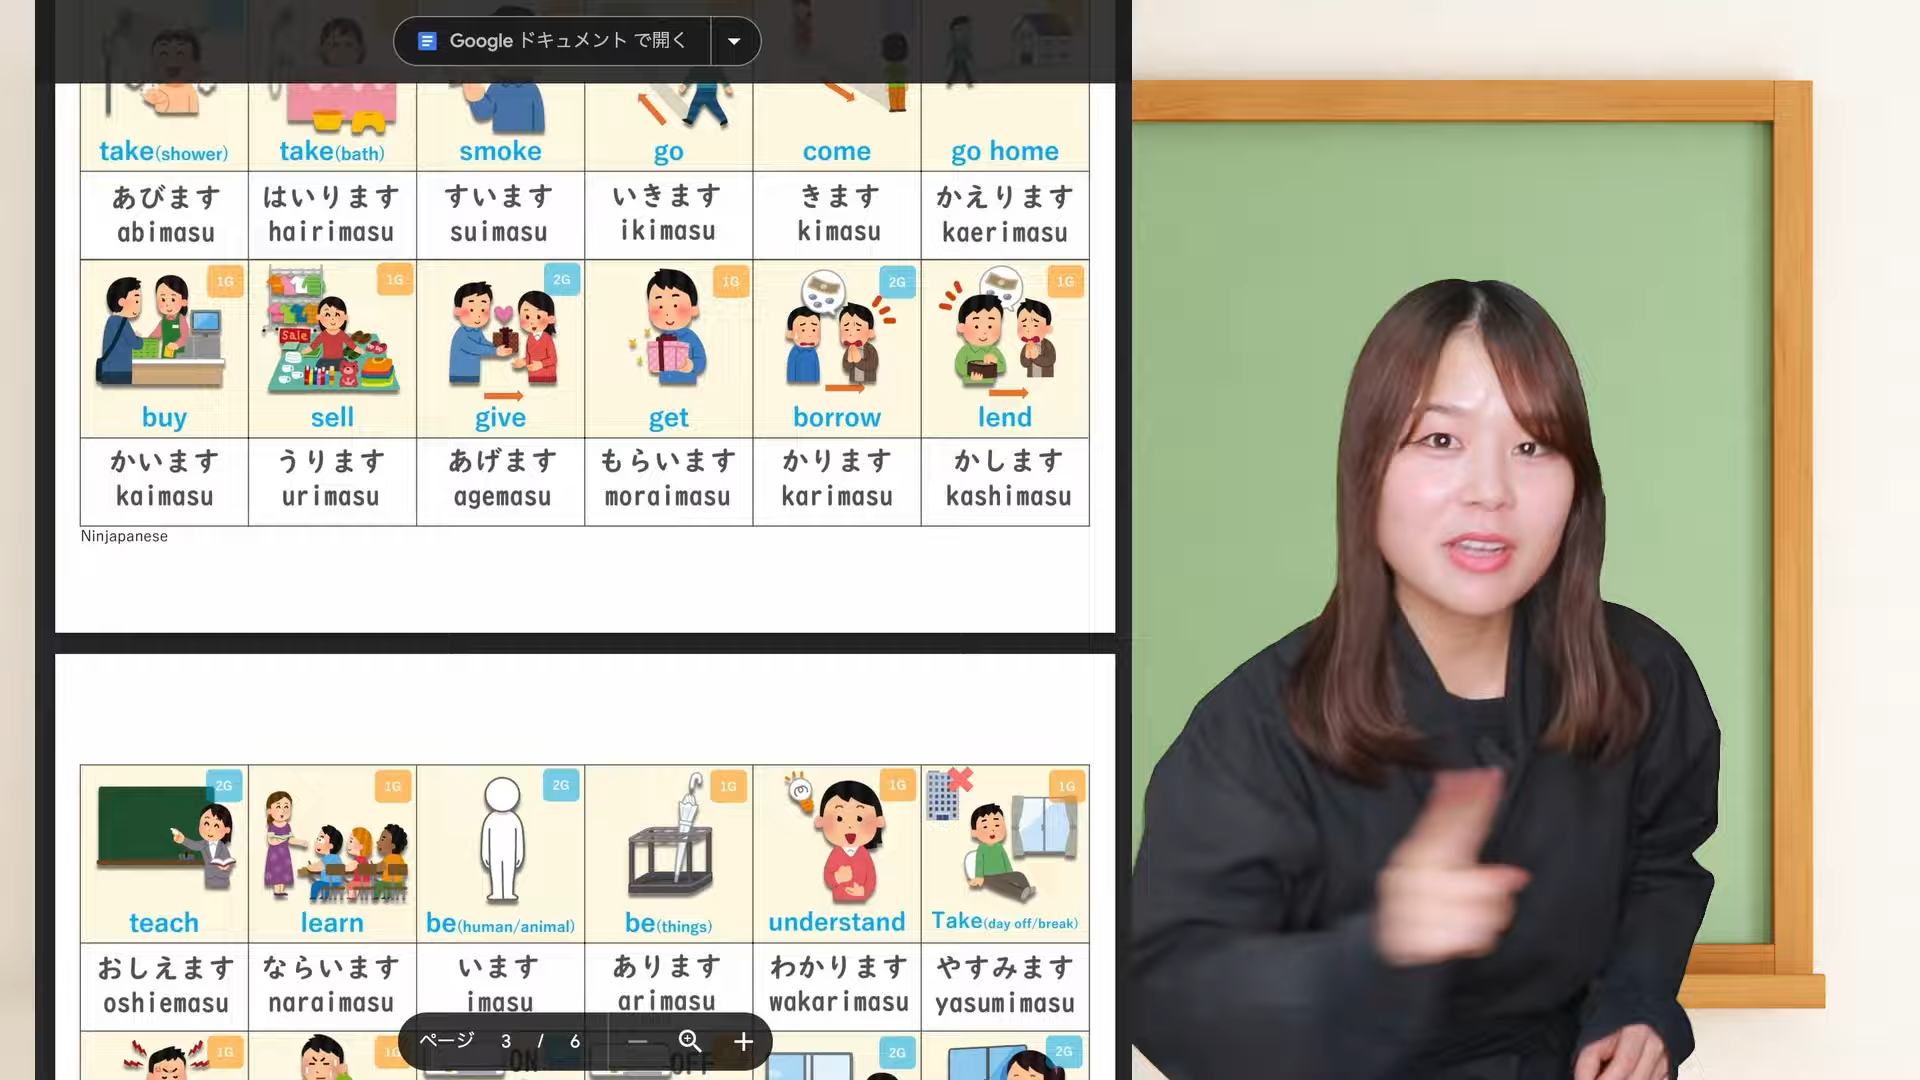 Google ドキュメント で開く
take(shower) take(bath) smoke go come go home
あびます はいります すいます いきます きます かえります
abimasu hairimasu suimasu ikimasu kimasu kaerimasu
1G 1G 2G 1G 2G 1G
Sale
buy sell give get borrow lend
かいます うります あげます もらいます かります かします
kaimasu urimasu agemasu moraimasu karimasu kashimasu
Ninjapanese
2G 1G 2G 1G 1G 1G
teach learn be(human/animal) be(things) understand Take(day off/break)
おしえます ならいます います あります わかります やすみます
oshiemasu naraimasu imasu arimasu wakarimasu yasumimasu
ページ 3 / 6
1G 1G ON OFF 2G 2G